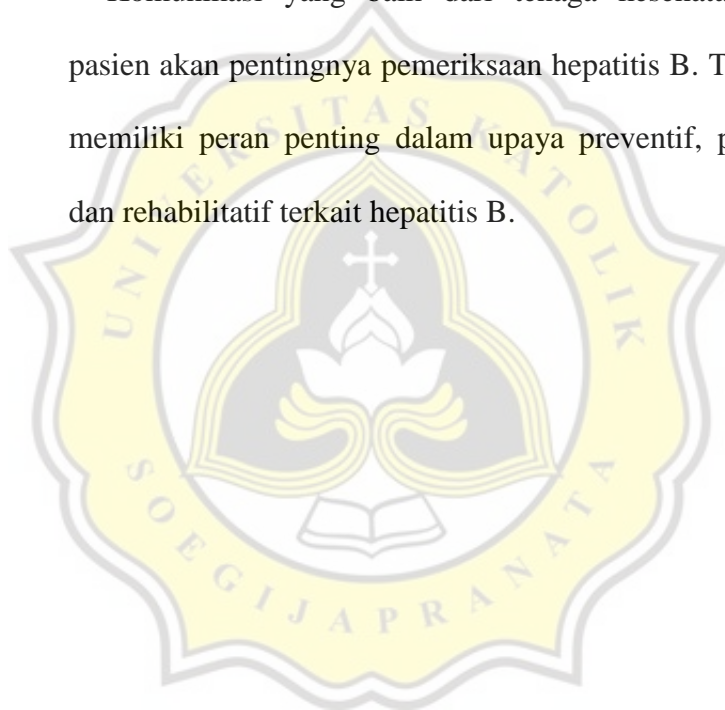 pasien akan pentingnya pemeriksaan hepatitis B. T
memiliki peran penting dalam upaya preventif, p
dan rehabilitatif terkait hepatitis B.
UNIVERSITAS KATOLIK
SOEGIJAPRANATA